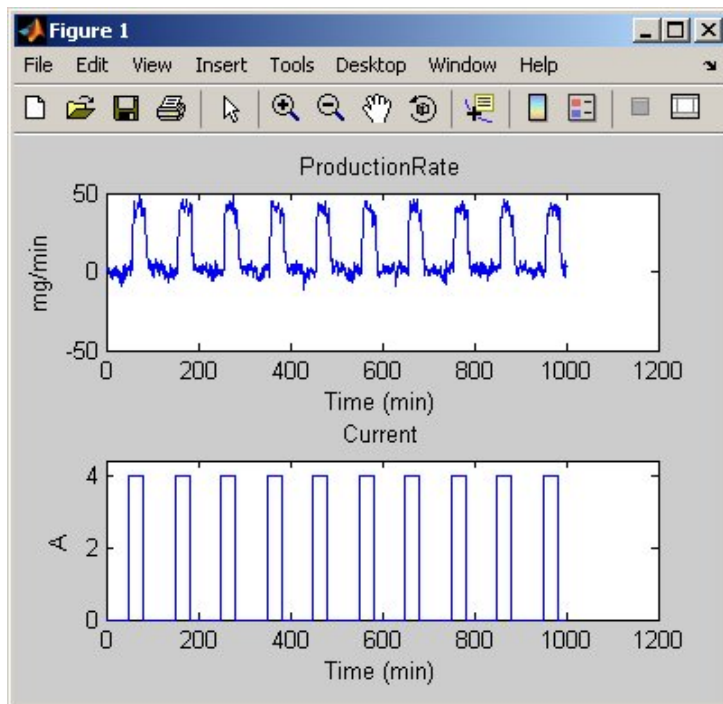 Figure 1
File Edit View Insert Tools Desktop Window Help
ProductionRate
50
0
-50
mg/min
0 200 400 600 800 1000 1200
Time (min)
Current
4
2
0
A
0 200 400 600 800 1000 1200
Time (min)